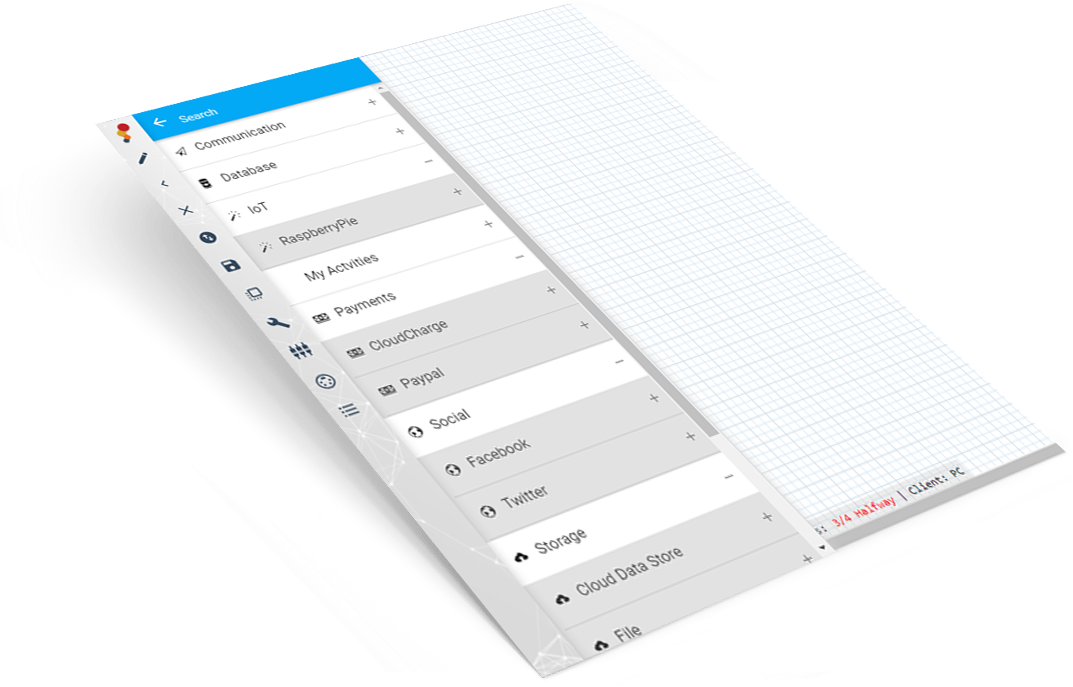 Search
Communication
Database
IoT
RaspberryPie
My Actvities
Payments
CloudCharge
Paypal
Social
Facebook
Twitter
Storage
Cloud Data Store
File
s: 3/4 Halfway | Client: PC